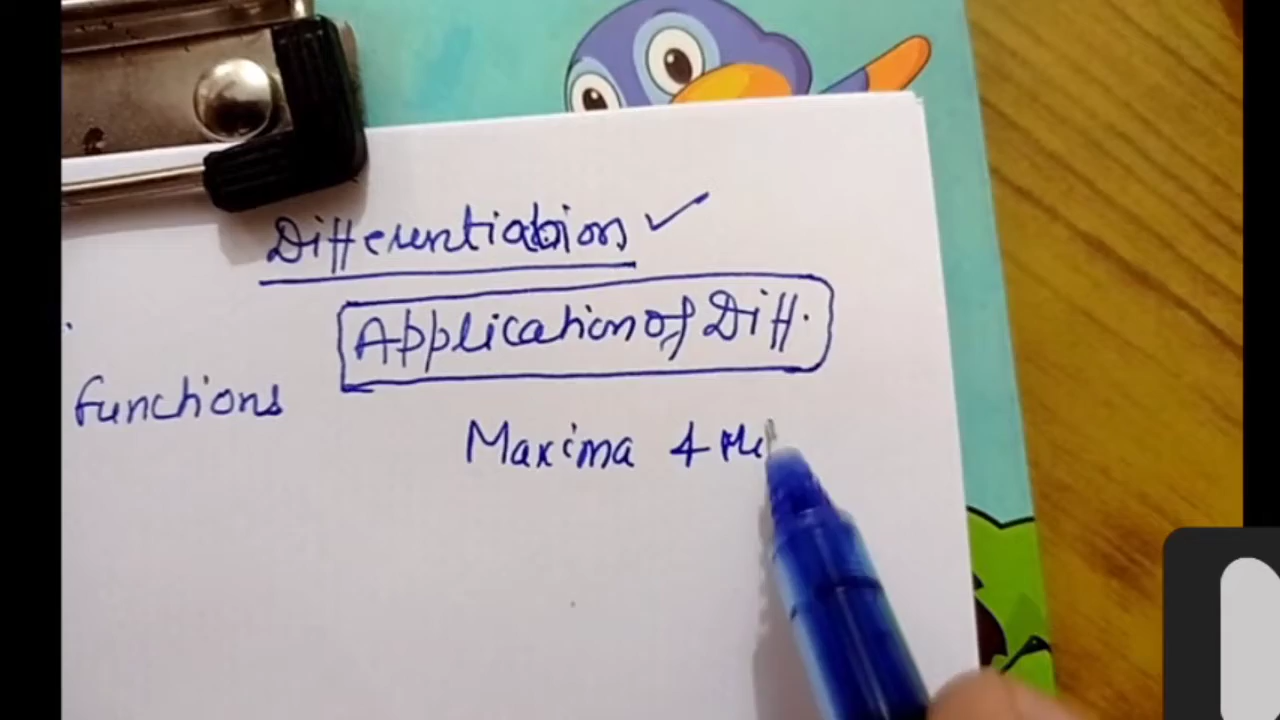 Differentiation ✓
Application of Diff.
functions
Maxima &